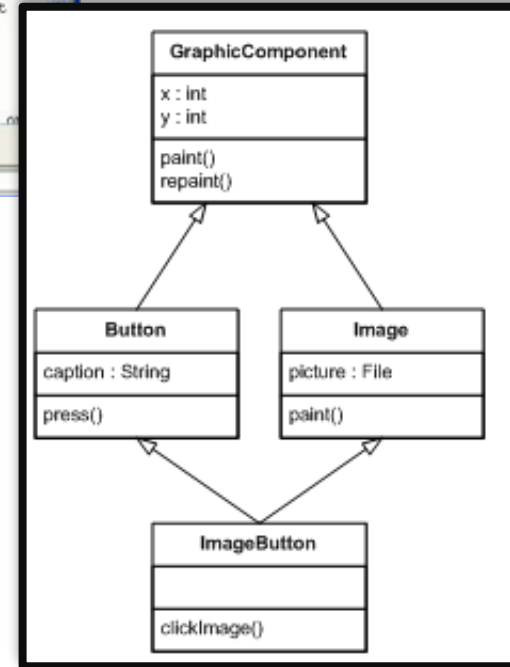 GraphicComponent
x : int
y : int
paint()
repaint()
Button
caption : String
press()
Image
picture : File
paint()
ImageButton
clickImage()